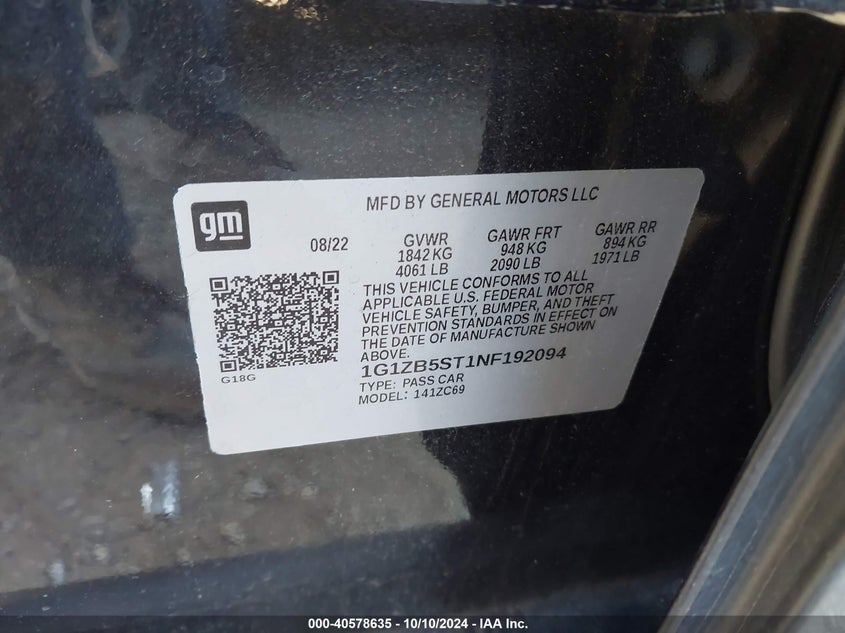 gm
MFD BY GENERAL MOTORS LLC
08/22
GVWR
1842 KG
4061 LB
GAWR FRT
948 KG
2090 LB
GAWR RR
894 KG
1971 LB
THIS VEHICLE CONFORMS TO ALL
APPLICABLE U.S. FEDERAL MOTOR
VEHICLE SAFETY, BUMPER, AND THEFT
PREVENTION STANDARDS IN EFFECT ON
THE DATE OF MANUFACTURE SHOWN
ABOVE.
1G1ZB5ST1NF192094
TYPE: PASS CAR
MODEL: 141ZC69
G18G
000-40578635 - 10/10/2024 - IAA Inc.